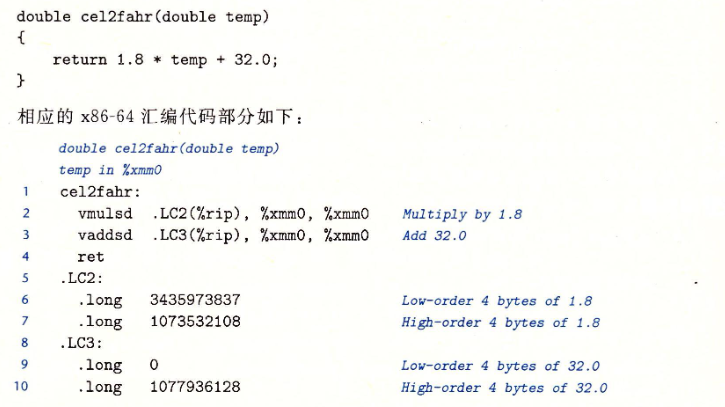 double cel2fahr(double temp)
{
    return 1.8 * temp + 32.0;
}
相应的 x86-64 汇编代码部分如下：
double cel2fahr(double temp)
temp in %xmm0
1 cel2fahr:
2 vmulsd .LC2(%rip), %xmm0, %xmm0 Multiply by 1.8
3 vaddsd .LC3(%rip), %xmm0, %xmm0 Add 32.0
4 ret
5 .LC2:
6 .long 3435973837 Low-order 4 bytes of 1.8
7 .long 1073532108 High-order 4 bytes of 1.8
8 .LC3:
9 .long 0 Low-order 4 bytes of 32.0
10 .long 1077936128 High-order 4 bytes of 32.0